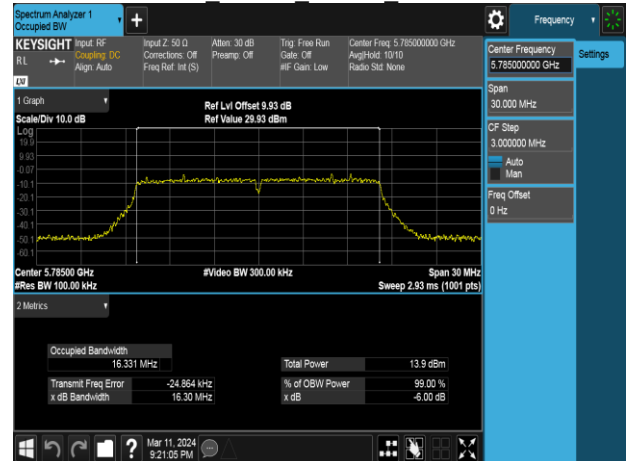 Spectrum Analyzer 1
Occupied BW
Frequency
KEYSIGHT
RL
LXI
Input: RF
Coupling: DC
Align: Auto
Input Z: 50 Ω
Corrections: Off
Freq Ref: Int (S)
Atten: 30 dB
Preamp: Off
Trig: Free Run
Gate: Off
#IF Gain: Low
Center Freq: 5.785000000 GHz
Avg|Hold: 10/10
Radio Std: None
Center Frequency
5.785000000 GHz
Settings
Span
30.000 MHz
CF Step
3.000000 MHz
Auto
Man
Freq Offset
0 Hz
1 Graph
Scale/Div 10.0 dB
Ref Lvl Offset 9.93 dB
Ref Value 29.93 dBm
Log
19.9
9.93
-0.07
-10.1
-20.1
-30.1
-40.1
-50.1
-60.1
Center 5.78500 GHz
#Res BW 100.00 kHz
#Video BW 300.00 kHz
Span 30 MHz
Sweep 2.93 ms (1001 pts)
2 Metrics
Occupied Bandwidth
16.331 MHz
Total Power 13.9 dBm
Transmit Freq Error -24.864 kHz
% of OBW Power 99.00 %
x dB Bandwidth 16.30 MHz
x dB -6.00 dB
?
Mar 11, 2024
9:21:05 PM